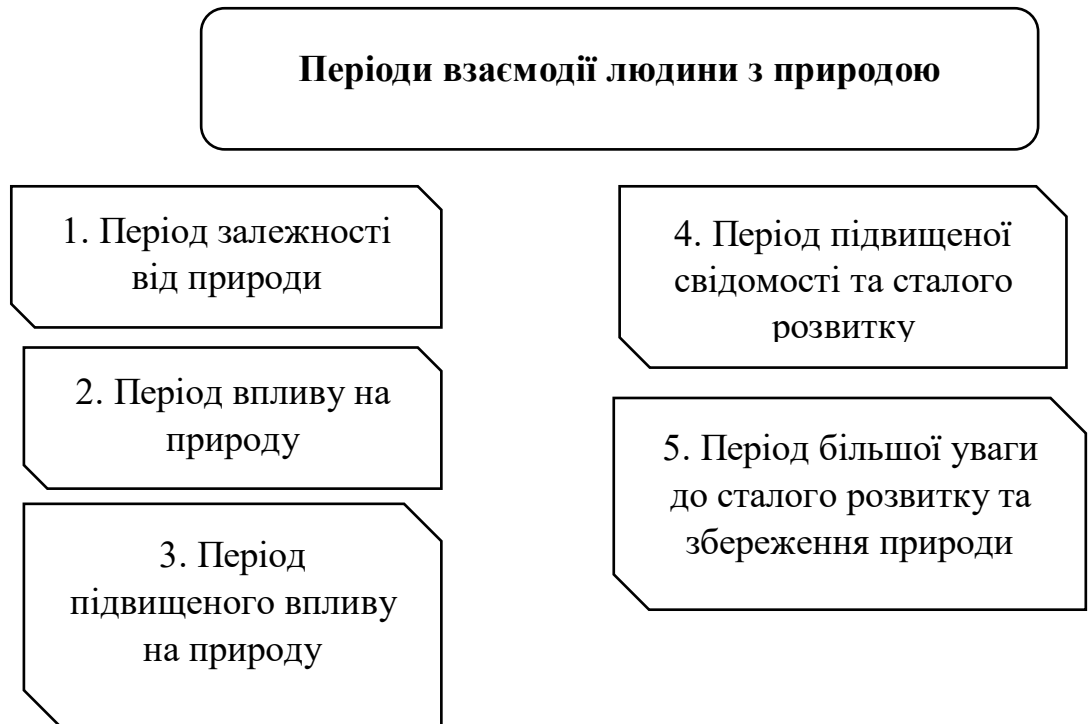 Періоди взаємодії людини з природою
1. Період залежності
від природи
2. Період впливу на
природу
3. Період
підвищеного впливу
на природу
4. Період підвищеної
свідомості та сталого
розвитку
5. Період більшої уваги
до сталого розвитку та
збереження природи